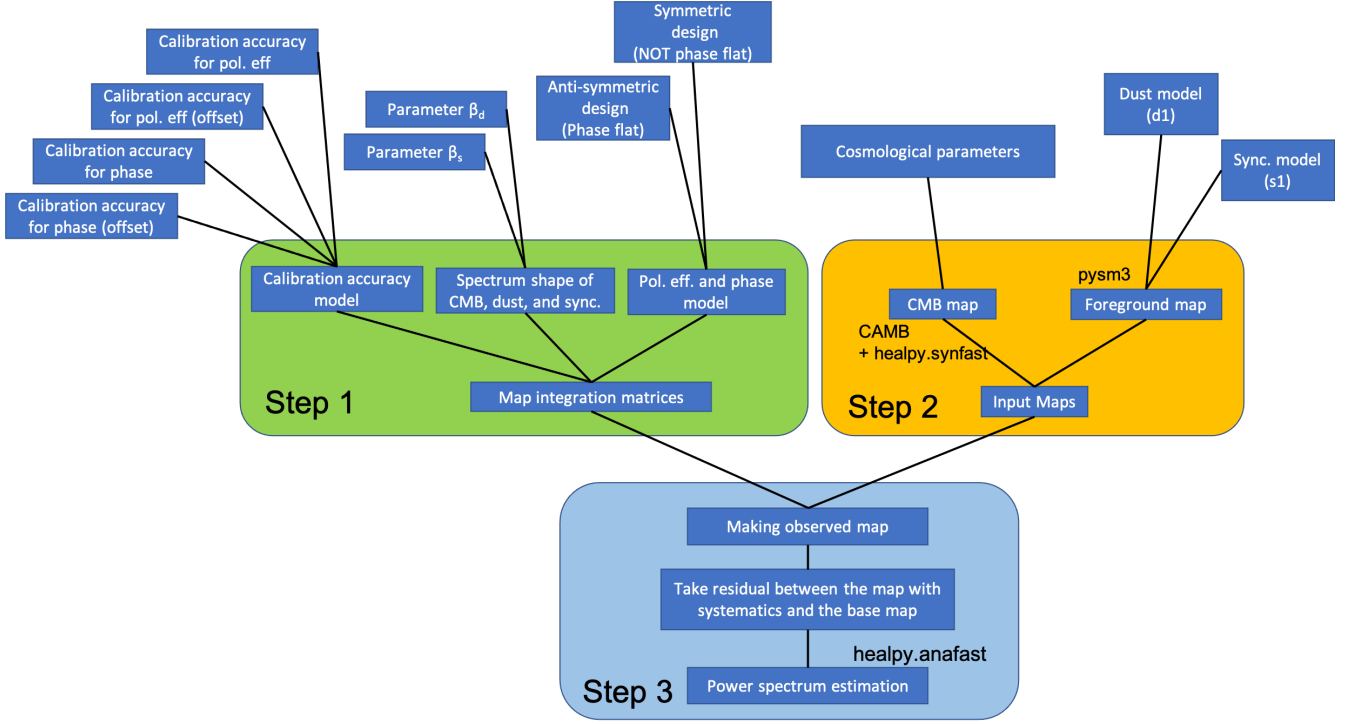 Symmetric
design
(NOT phase flat)
Calibration accuracy
for pol. eff
Calibration accuracy
for pol. eff (offset)
Calibration accuracy
for phase
Calibration accuracy
for phase (offset)
Parameter βd
Parameter βs
Anti-symmetric
design
(Phase flat)
Cosmological parameters
Dust model
(d1)
Sync. model
(s1)
Calibration accuracy
model
Spectrum shape of
CMB, dust, and sync.
Pol. eff. and phase
model
Map integration matrices
Step 1
pysm3
CMB map
Foreground map
CAMB
+ healpy.synfast
Input Maps
Step 2
Making observed map
Take residual between the map with
systematics and the base map
healpy.anafast
Power spectrum estimation
Step 3